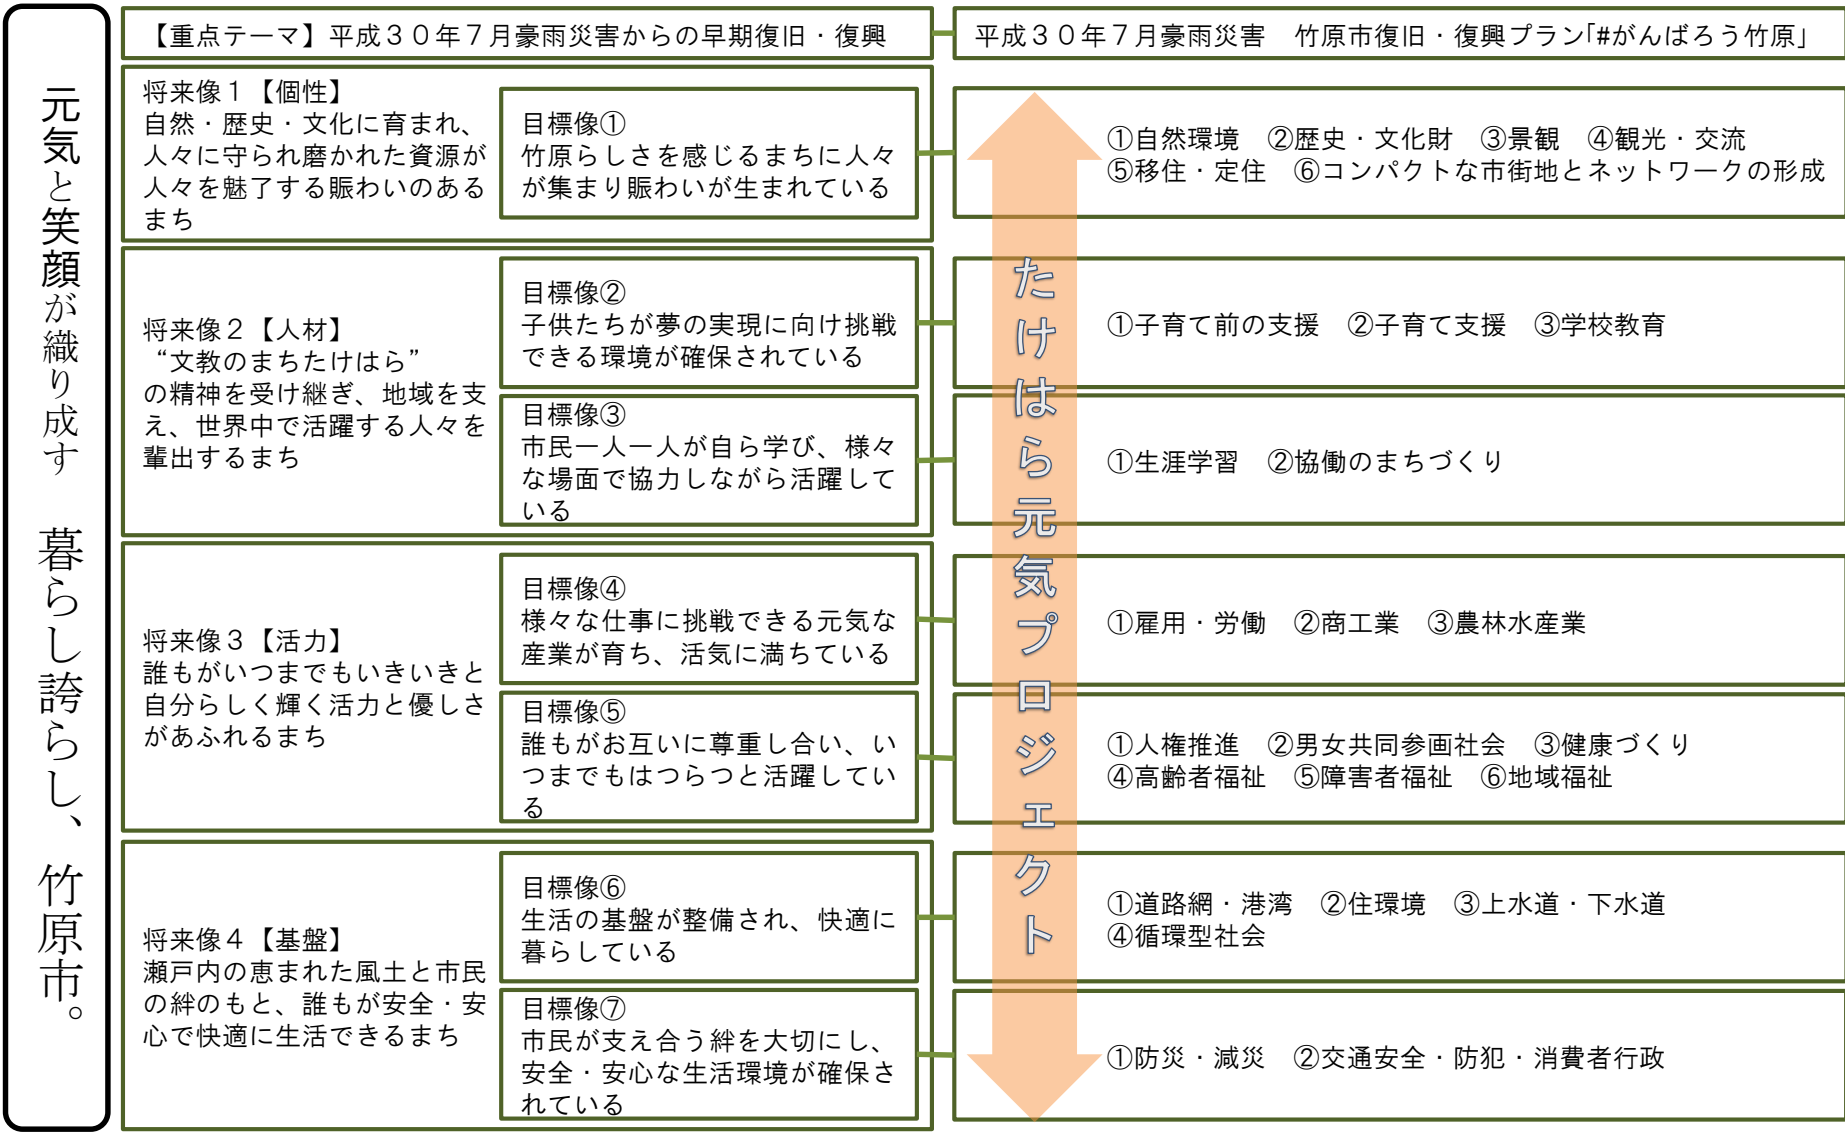 元気と笑顔が織り成す　暮らし誇らし、竹原市。
【重点テーマ】平成３０年７月豪雨災害からの早期復旧・復興
平成３０年７月豪雨災害　竹原市復旧・復興プラン「#がんばろう竹原」
将来像１【個性】
自然・歴史・文化に育まれ、
人々に守られ磨かれた資源が
人々を魅了する賑わいのある
まち
目標像①
竹原らしさを感じるまちに人々
が集まり賑わいが生まれている
①自然環境　②歴史・文化財　③景観　④観光・交流
⑤移住・定住　⑥コンパクトな市街地とネットワークの形成
将来像２【人材】
“文教のまちたけはら”
の精神を受け継ぎ、地域を支
え、世界中で活躍する人々を
輩出するまち
目標像②
子供たちが夢の実現に向け挑戦
できる環境が確保されている
①子育て前の支援　②子育て支援　③学校教育
目標像③
市民一人一人が自ら学び、様々
な場面で協力しながら活躍して
いる
①生涯学習　②協働のまちづくり
将来像３【活力】
誰もがいつまでもいきいきと
自分らしく輝く活力と優しさ
があふれるまち
目標像④
様々な仕事に挑戦できる元気な
産業が育ち、活気に満ちている
①雇用・労働　②商工業　③農林水産業
目標像⑤
誰もがお互いに尊重し合い、い
つまでもはつらつと活躍してい
る
①人権推進　②男女共同参画社会　③健康づくり
④高齢者福祉　⑤障害者福祉　⑥地域福祉
将来像４【基盤】
瀬戸内の恵まれた風土と市民
の絆のもと、誰もが安全・安
心で快適に生活できるまち
目標像⑥
生活の基盤が整備され、快適に
暮らしている
①道路網・港湾　②住環境　③上水道・下水道
④循環型社会
目標像⑦
市民が支え合う絆を大切にし、
安全・安心な生活環境が確保さ
れている
①防災・減災　②交通安全・防犯・消費者行政
たけはら元気プロジェクト